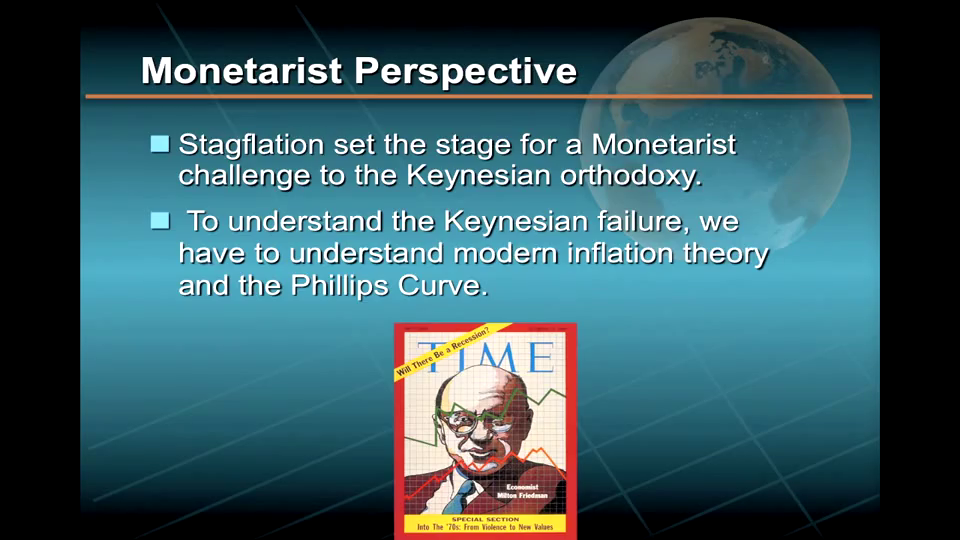 Monetarist Perspective
Stagflation set the stage for a Monetarist
challenge to the Keynesian orthodoxy.
To understand the Keynesian failure, we
have to understand modern inflation theory
and the Phillips Curve.
Will There Be a Recession?
TIME
Economist
Milton Friedman
SPECIAL SECTION
Into The '70s: From Violence to New Values